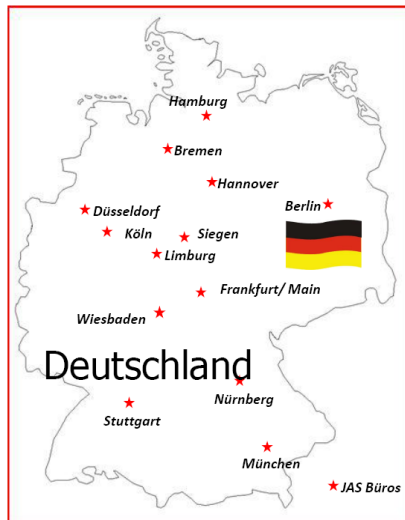 Hamburg
Bremen
Hannover
Berlin
Düsseldorf
Köln
Siegen
Limburg
Frankfurt/ Main
Wiesbaden
Deutschland
Nürnberg
Stuttgart
München
JAS Büros